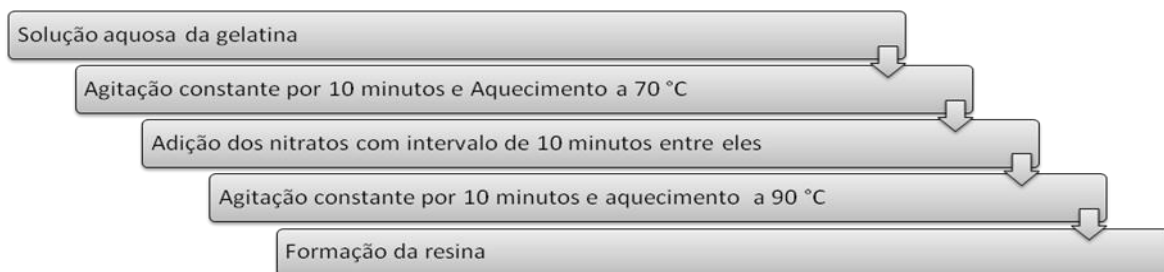 Solução aquosa da gelatina
Agitação constante por 10 minutos e Aquecimento a 70 °C
Adição dos nitratos com intervalo de 10 minutos entre eles
Agitação constante por 10 minutos e aquecimento a 90 °C
Formação da resina